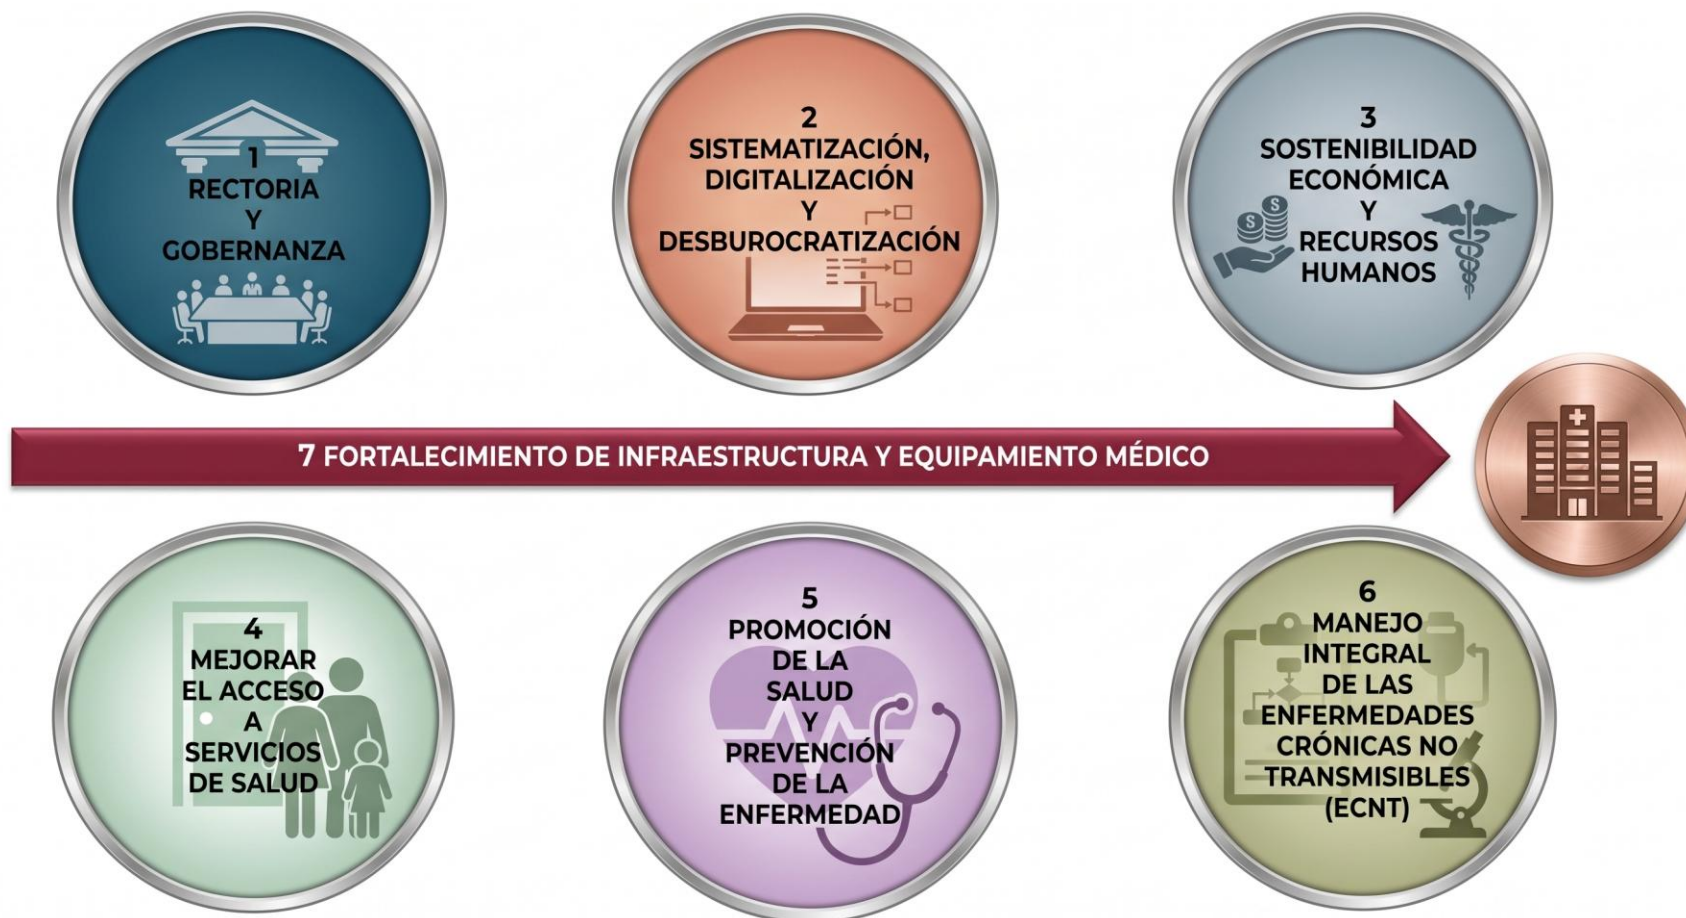 1
RECTORIA
Y
GOBERNANZA
2
SISTEMATIZACIÓN,
DIGITALIZACIÓN
Y
DESBUROCRATIZACIÓN
3
SOSTENIBILIDAD
ECONÓMICA
Y
RECURSOS
HUMANOS
S
S
7 FORTALECIMIENTO DE INFRAESTRUCTURA Y EQUIPAMIENTO MÉDICO
4
MEJORAR
EL ACCESO
A
SERVICIOS
DE SALUD
5
PROMOCIÓN
DE LA
SALUD
Y
PREVENCIÓN
DE LA
ENFERMEDAD
6
MANEJO
INTEGRAL
DE LAS
ENFERMEDADES
CRÓNICAS NO
TRANSMISIBLES
(ECNT)